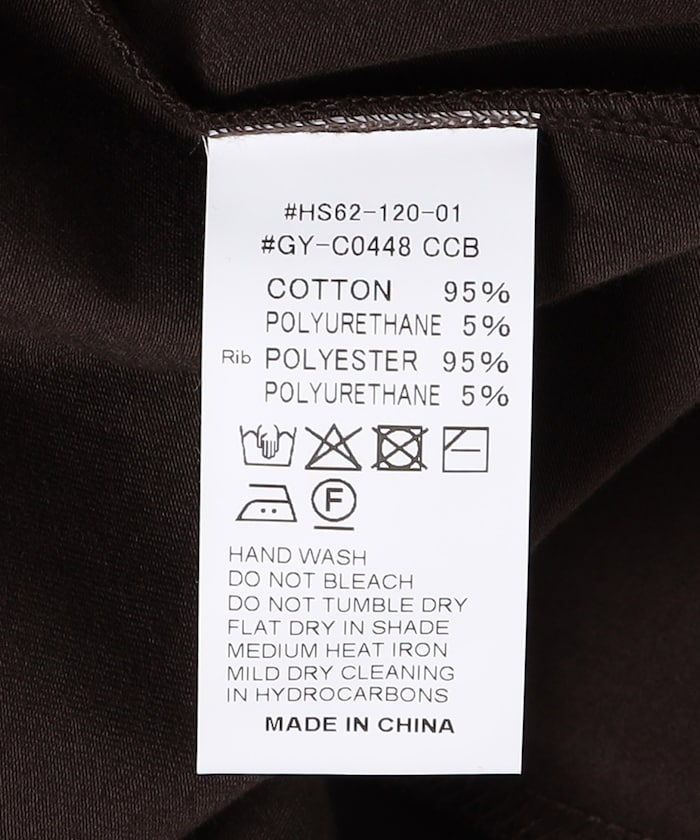 #HS62-120-01
#GY-C0448 CCB
COTTON 95%
POLYURETHANE 5%
Rib POLYESTER 95%
POLYURETHANE 5%
F
HAND WASH
DO NOT BLEACH
DO NOT TUMBLE DRY
FLAT DRY IN SHADE
MEDIUM HEAT IRON
MILD DRY CLEANING
IN HYDROCARBONS
MADE IN CHINA